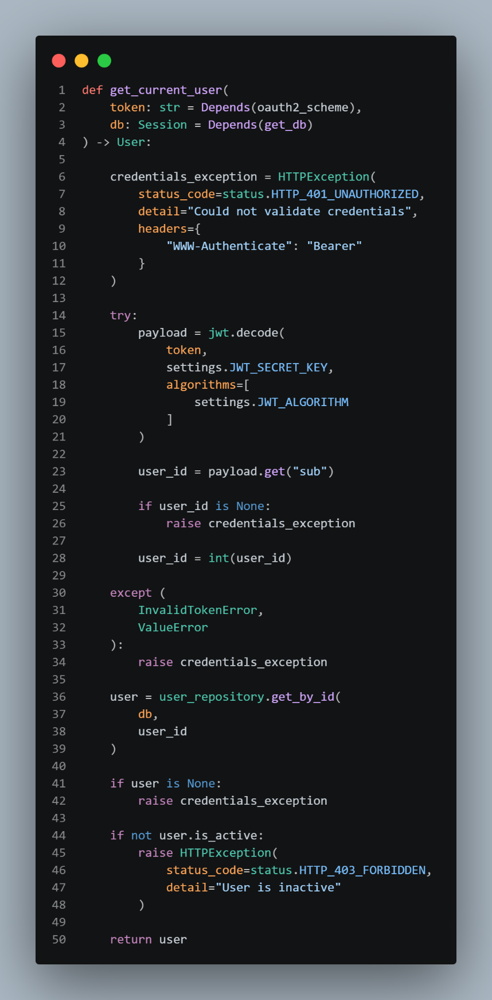 1 def get_current_user(
2     token: str = Depends(oauth2_scheme),
3     db: Session = Depends(get_db)
4 ) -> User:
5
6     credentials_exception = HTTPException(
7         status_code=status.HTTP_401_UNAUTHORIZED,
8         detail="Could not validate credentials",
9         headers={
10             "WWW-Authenticate": "Bearer"
11         }
12     )
13
14     try:
15         payload = jwt.decode(
16             token,
17             settings.JWT_SECRET_KEY,
18             algorithms=[
19                 settings.JWT_ALGORITHM
20             ]
21         )
22
23         user_id = payload.get("sub")
24
25         if user_id is None:
26             raise credentials_exception
27
28         user_id = int(user_id)
29
30     except (
31         InvalidTokenError,
32         ValueError
33     ):
34         raise credentials_exception
35
36     user = user_repository.get_by_id(
37         db,
38         user_id
39     )
40
41     if user is None:
42         raise credentials_exception
43
44     if not user.is_active:
45         raise HTTPException(
46             status_code=status.HTTP_403_FORBIDDEN,
47             detail="User is inactive"
48         )
49
50     return user